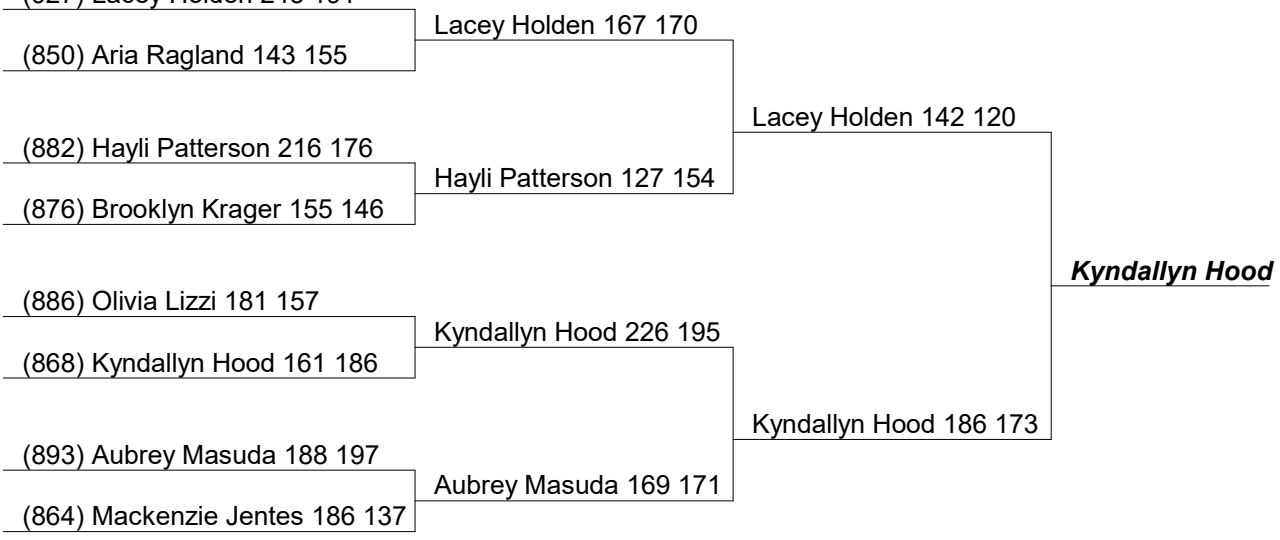 Lacey Holden
(850) Aria Ragland 143 155
(882) Hayli Patterson 216 176
(876) Brooklyn Krager 155 146
(886) Olivia Lizzi 181 157
(868) Kyndallyn Hood 161 186
(893) Aubrey Masuda 188 197
(864) Mackenzie Jentes 186 137
Lacey Holden 167 170
Hayli Patterson 127 154
Kyndallyn Hood 226 195
Aubrey Masuda 169 171
Lacey Holden 142 120
Kyndallyn Hood 186 173
Kyndallyn Hood